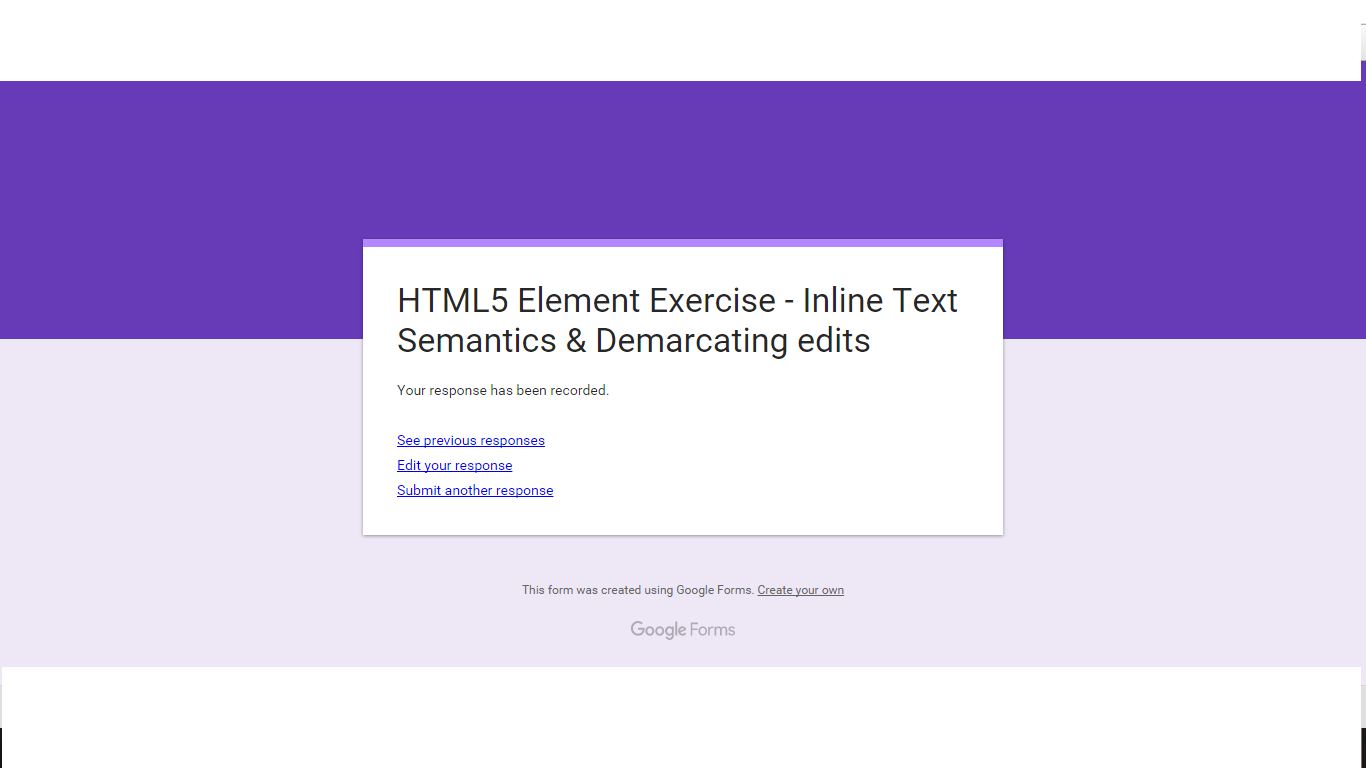 HTML5 Element Exercise - Inline Text
Semantics & Demarcating edits
Your response has been recorded.
See previous responses
Edit your response
Submit another response
This form was created using Google Forms. Create your own
Google Forms